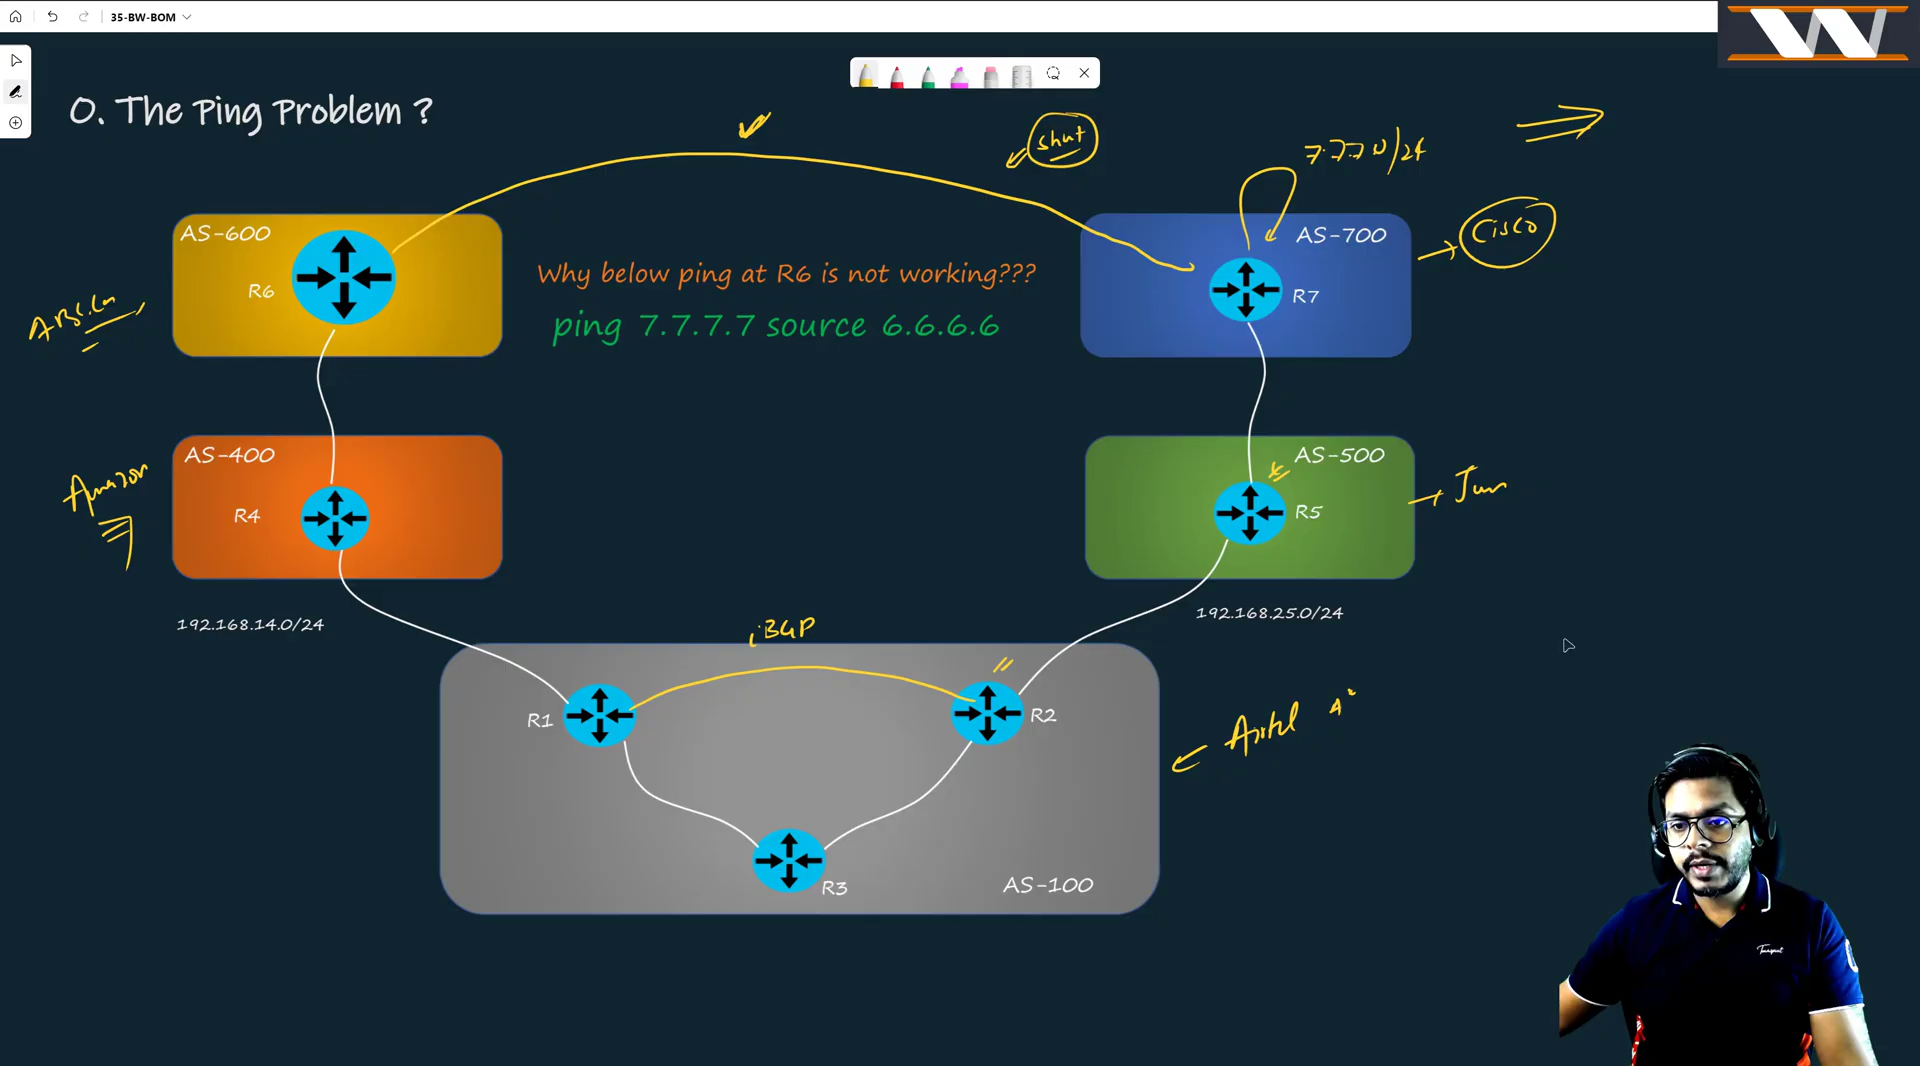 35-BW-BOM
O. The Ping Problem ?
shut
7.7.7.0/24
AS-600
R6
Why below ping at R6 is not working???
ping 7.7.7.7 source 6.6.6.6
AS-700
R7
Cisco
AS-400
R4
Amazon
AS-500
R5
192.168.14.0/24
192.168.25.0/24
iBGP
R1
R2
R3
AS-100